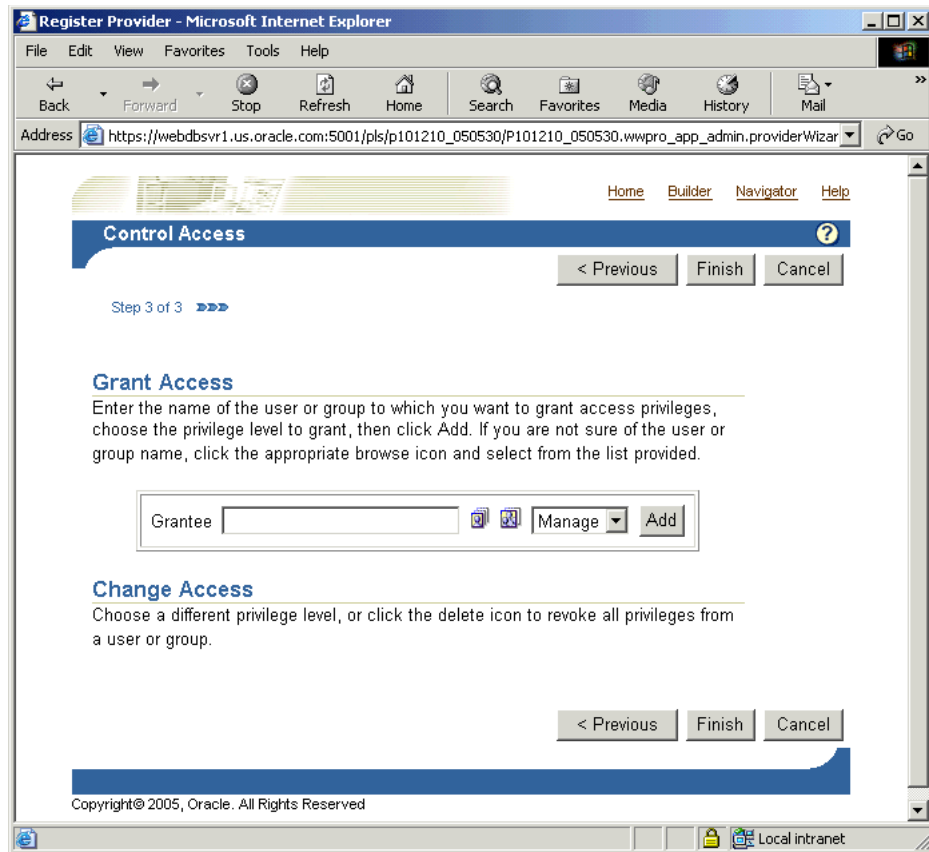 Register Provider - Microsoft Internet Explorer
File Edit View Favorites Tools Help
Back Forward Stop Refresh Home Search Favorites Media History Mail »
Address https://webdbsvr1.us.oracle.com:5001/pls/p101210_050530/P101210_050530.wwpro_app_admin.providerWizar Go
Home Builder Navigator Help
Control Access ?
< Previous Finish Cancel
Step 3 of 3
Grant Access
Enter the name of the user or group to which you want to grant access privileges,
choose the privilege level to grant, then click Add. If you are not sure of the user or
group name, click the appropriate browse icon and select from the list provided.
Grantee Manage Add
Change Access
Choose a different privilege level, or click the delete icon to revoke all privileges from
a user or group.
< Previous Finish Cancel
Copyright© 2005, Oracle. All Rights Reserved
Local intranet